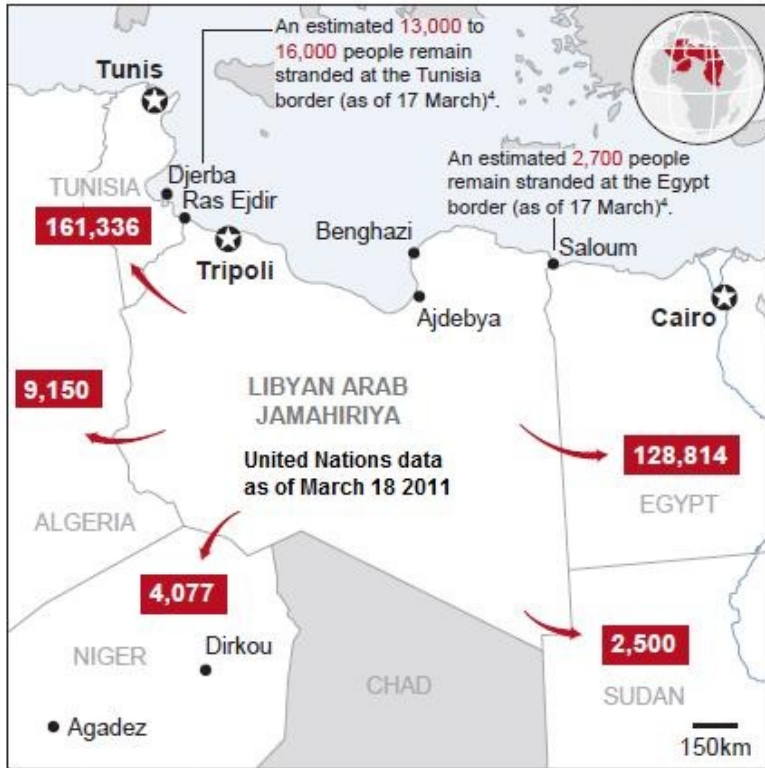 An estimated 13,000 to
16,000 people remain
stranded at the Tunisia
border (as of 17 March)⁴.
Tunis
An estimated 2,700 people
remain stranded at the Egypt
border (as of 17 March)⁴.
TUNISIA
Djerba
Ras Ejdir
161,336
Tripoli
Benghazi
Saloum
Ajdebya
Cairo
9,150
LIBYAN ARAB
JAMAHIRIYA
United Nations data
as of March 18 2011
128,814
EGYPT
ALGERIA
4,077
NIGER
Dirkou
CHAD
2,500
SUDAN
Agadez
150km